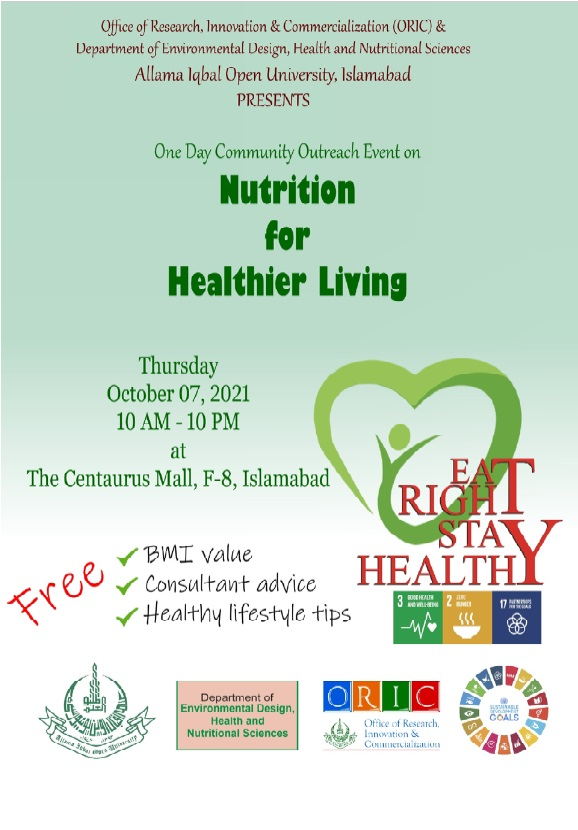 Office of Research, Innovation & Commercialization (ORIC) &
Department of Environmental Design, Health and Nutritional Sciences
Allama Iqbal Open University, Islamabad
PRESENTS
One Day Community Outreach Event on
Nutrition
for
Healthier Living
Thursday
October 07, 2021
10 AM - 10 PM
at
The Centaurus Mall, F-8, Islamabad
EAT
RIGHT
STAY
HEALTHY
Free
BMI value
Consultant advice
Healthy lifestyle tips
3 GOOD HEALTH
AND WELL-BEING
2 ZERO
HUNGER
17 PARTNERSHIPS
FOR THE GOALS
Allama Iqbal Open University
Department of
Environmental Design,
Health and
Nutritional Sciences
ORIC
Office of Research,
Innovation &
Commercialization
SUSTAINABLE
DEVELOPMENT
GOALS